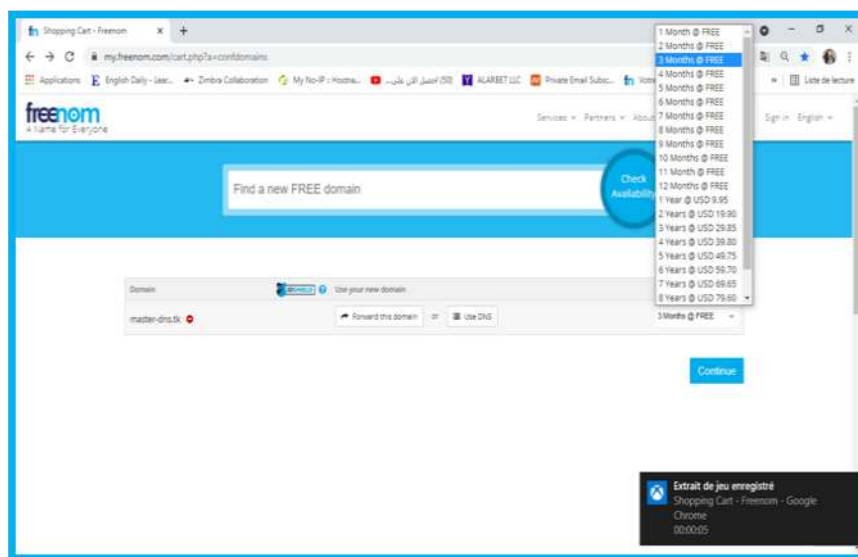 Shopping Cart - Freenom
my.freenom.com/cart.php?a=confdomains
Applications
English Daily - Lear...
Zimbra Collaboration
My No-IP : Hostna...
(50) احصل الآن على...
ALARBET LLC
Private Email Subsc...
Liste de lecture
freenom
A Name for Everyone
Services
Partners
Sign in
English
Find a new FREE domain
Check
Availability
1 Month @ FREE
2 Months @ FREE
3 Months @ FREE
4 Months @ FREE
5 Months @ FREE
6 Months @ FREE
7 Months @ FREE
8 Months @ FREE
9 Months @ FREE
10 Months @ FREE
11 Month @ FREE
12 Months @ FREE
1 Year @ USD 9.95
2 Years @ USD 19.90
3 Years @ USD 29.85
4 Years @ USD 39.80
5 Years @ USD 49.75
6 Years @ USD 59.70
7 Years @ USD 69.65
8 Years @ USD 79.60
Domain
Use your new domain
master-dns.tk
Forward this domain
or
Use DNS
3 Months @ FREE
Continue
Extrait de jeu enregistré
Shopping Cart - Freenom - Google
Chrome
00:00:05